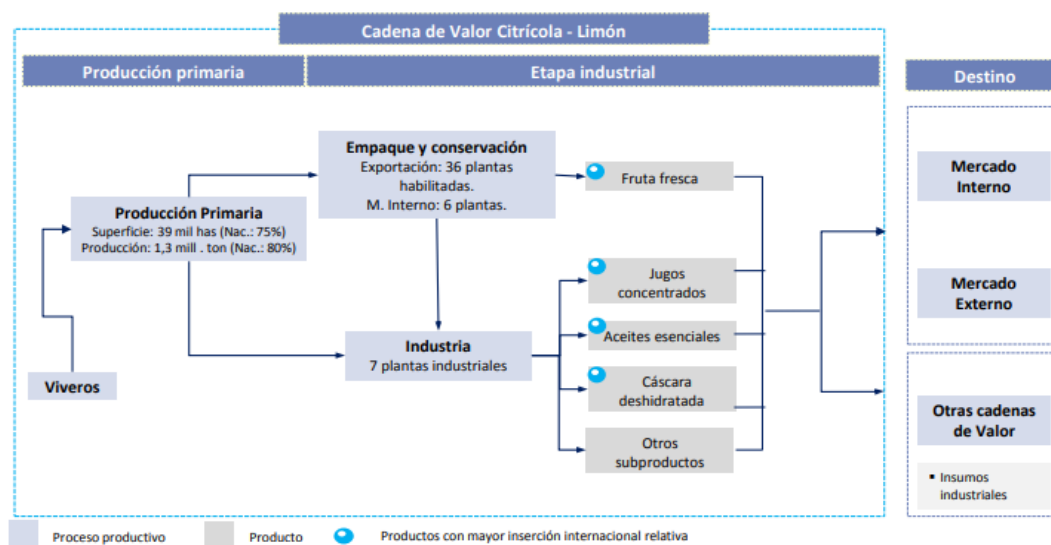 Cadena de Valor Citrícola - Limón
Producción primaria
Etapa industrial
Destino
Empaque y conservación
Exportación: 36 plantas
habilitadas.
M. Interno: 6 plantas.
Fruta fresca
Mercado
Interno
Producción Primaria
Superficie: 39 mil has (Nac.: 75%)
Producción: 1,3 mill . ton (Nac.: 80%)
Jugos
concentrados
Mercado
Externo
Industria
7 plantas industriales
Aceites esenciales
Viveros
Cáscara
deshidratada
Otras cadenas
de Valor
Otros
subproductos
▪ Insumos
industriales
Proceso productivo
Producto
Productos con mayor inserción internacional relativa